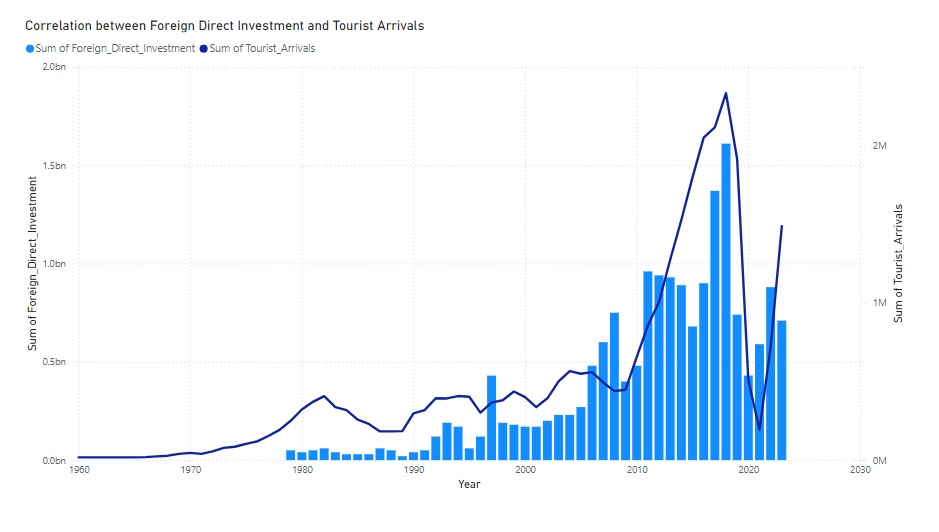 Correlation between Foreign Direct Investment and Tourist Arrivals
Sum of Foreign_Direct_Investment Sum of Tourist_Arrivals
2.0bn
1.5bn
1.0bn
0.5bn
0.0bn
Sum of Foreign_Direct_Investment
2M
1M
0M
Sum of Tourist_Arrivals
1960 1970 1980 1990 2000 2010 2020 2030
Year